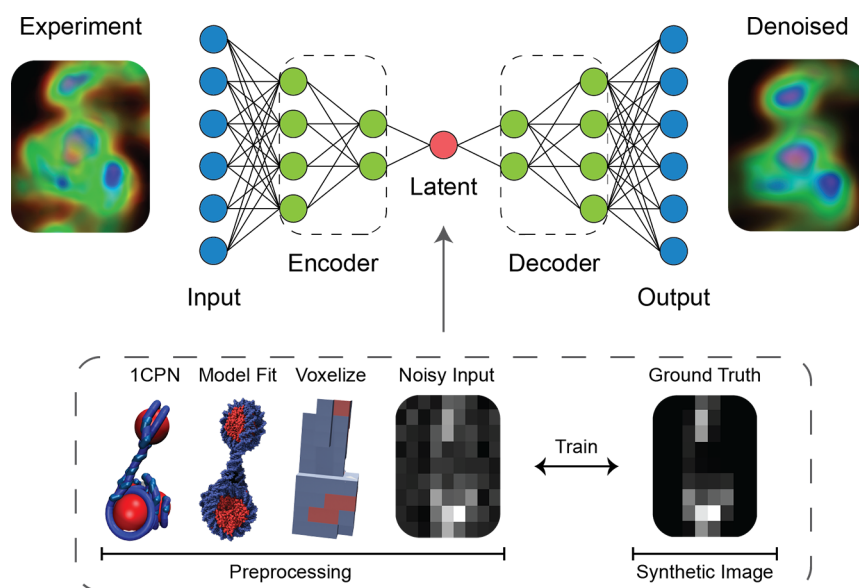 Experiment
Denoised
Latent
Encoder
Decoder
Input
Output
1CPN
Model Fit
Voxelize
Noisy Input
Ground Truth
Train
Preprocessing
Synthetic Image